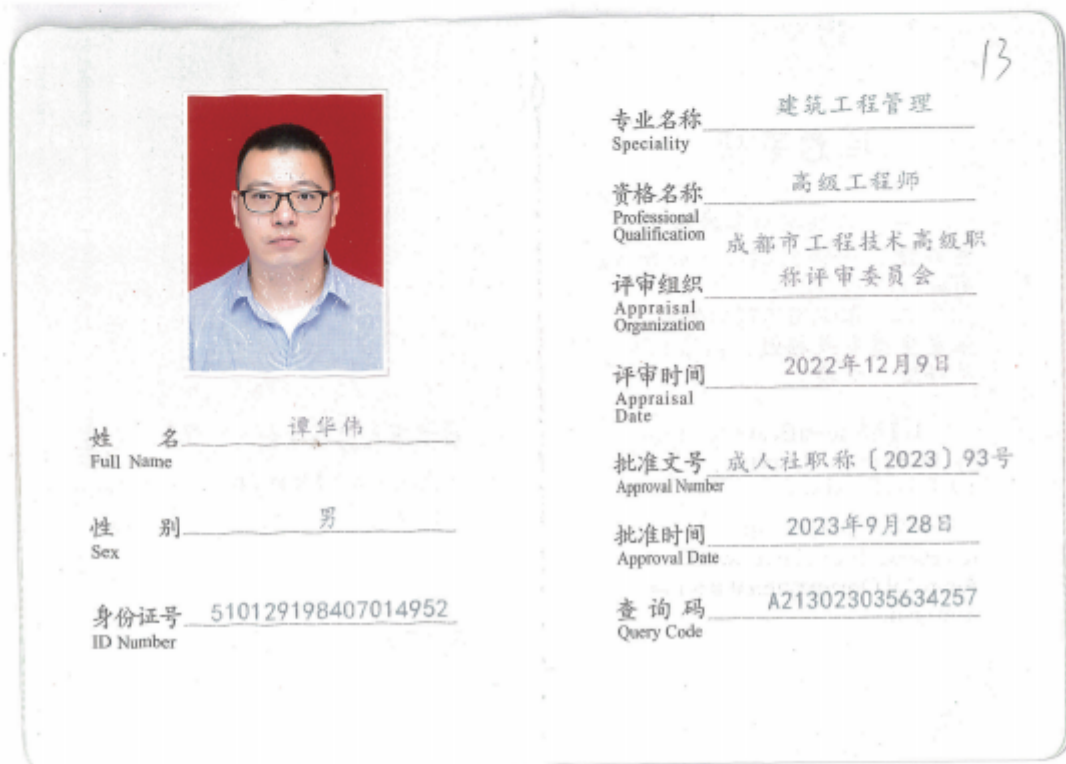 13
姓 名 谭华伟
Full Name
性 别 男
Sex
身份证号 510129198407014952
ID Number
专业名称 建筑工程管理
Speciality
资格名称 高级工程师
Professional
Qualification
成都市工程技术高级职
评审组织 称评审委员会
Appraisal
Organization
评审时间 2022年12月9日
Appraisal
Date
批准文号 成人社职称〔2023〕93号
Approval Number
批准时间 2023年9月28日
Approval Date
查询码 A213023035634257
Query Code